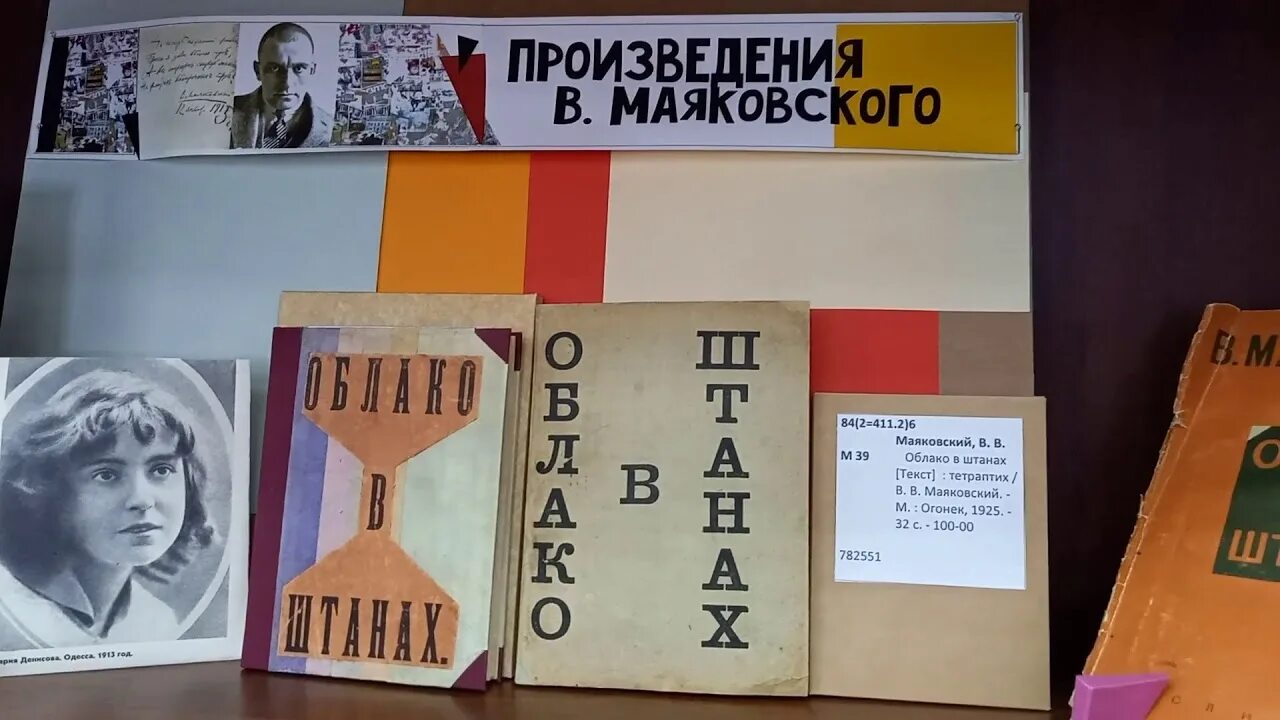 ПРОИЗВЕДЕНИЯ
В. МАЯКОВСКОГО
ОБЛАКО
В
ШТАНАХ.
ОБЛАКО
В
ШТАНАХ
84(2=411.2)6
Маяковский, В. В.
М 39 Облако в штанах
[Текст] : тетраптих /
В. В. Маяковский. -
М. : Огонек, 1925. -
32 с. - 100-00
782551
Денисова. Одесса. 1913 год.
В.